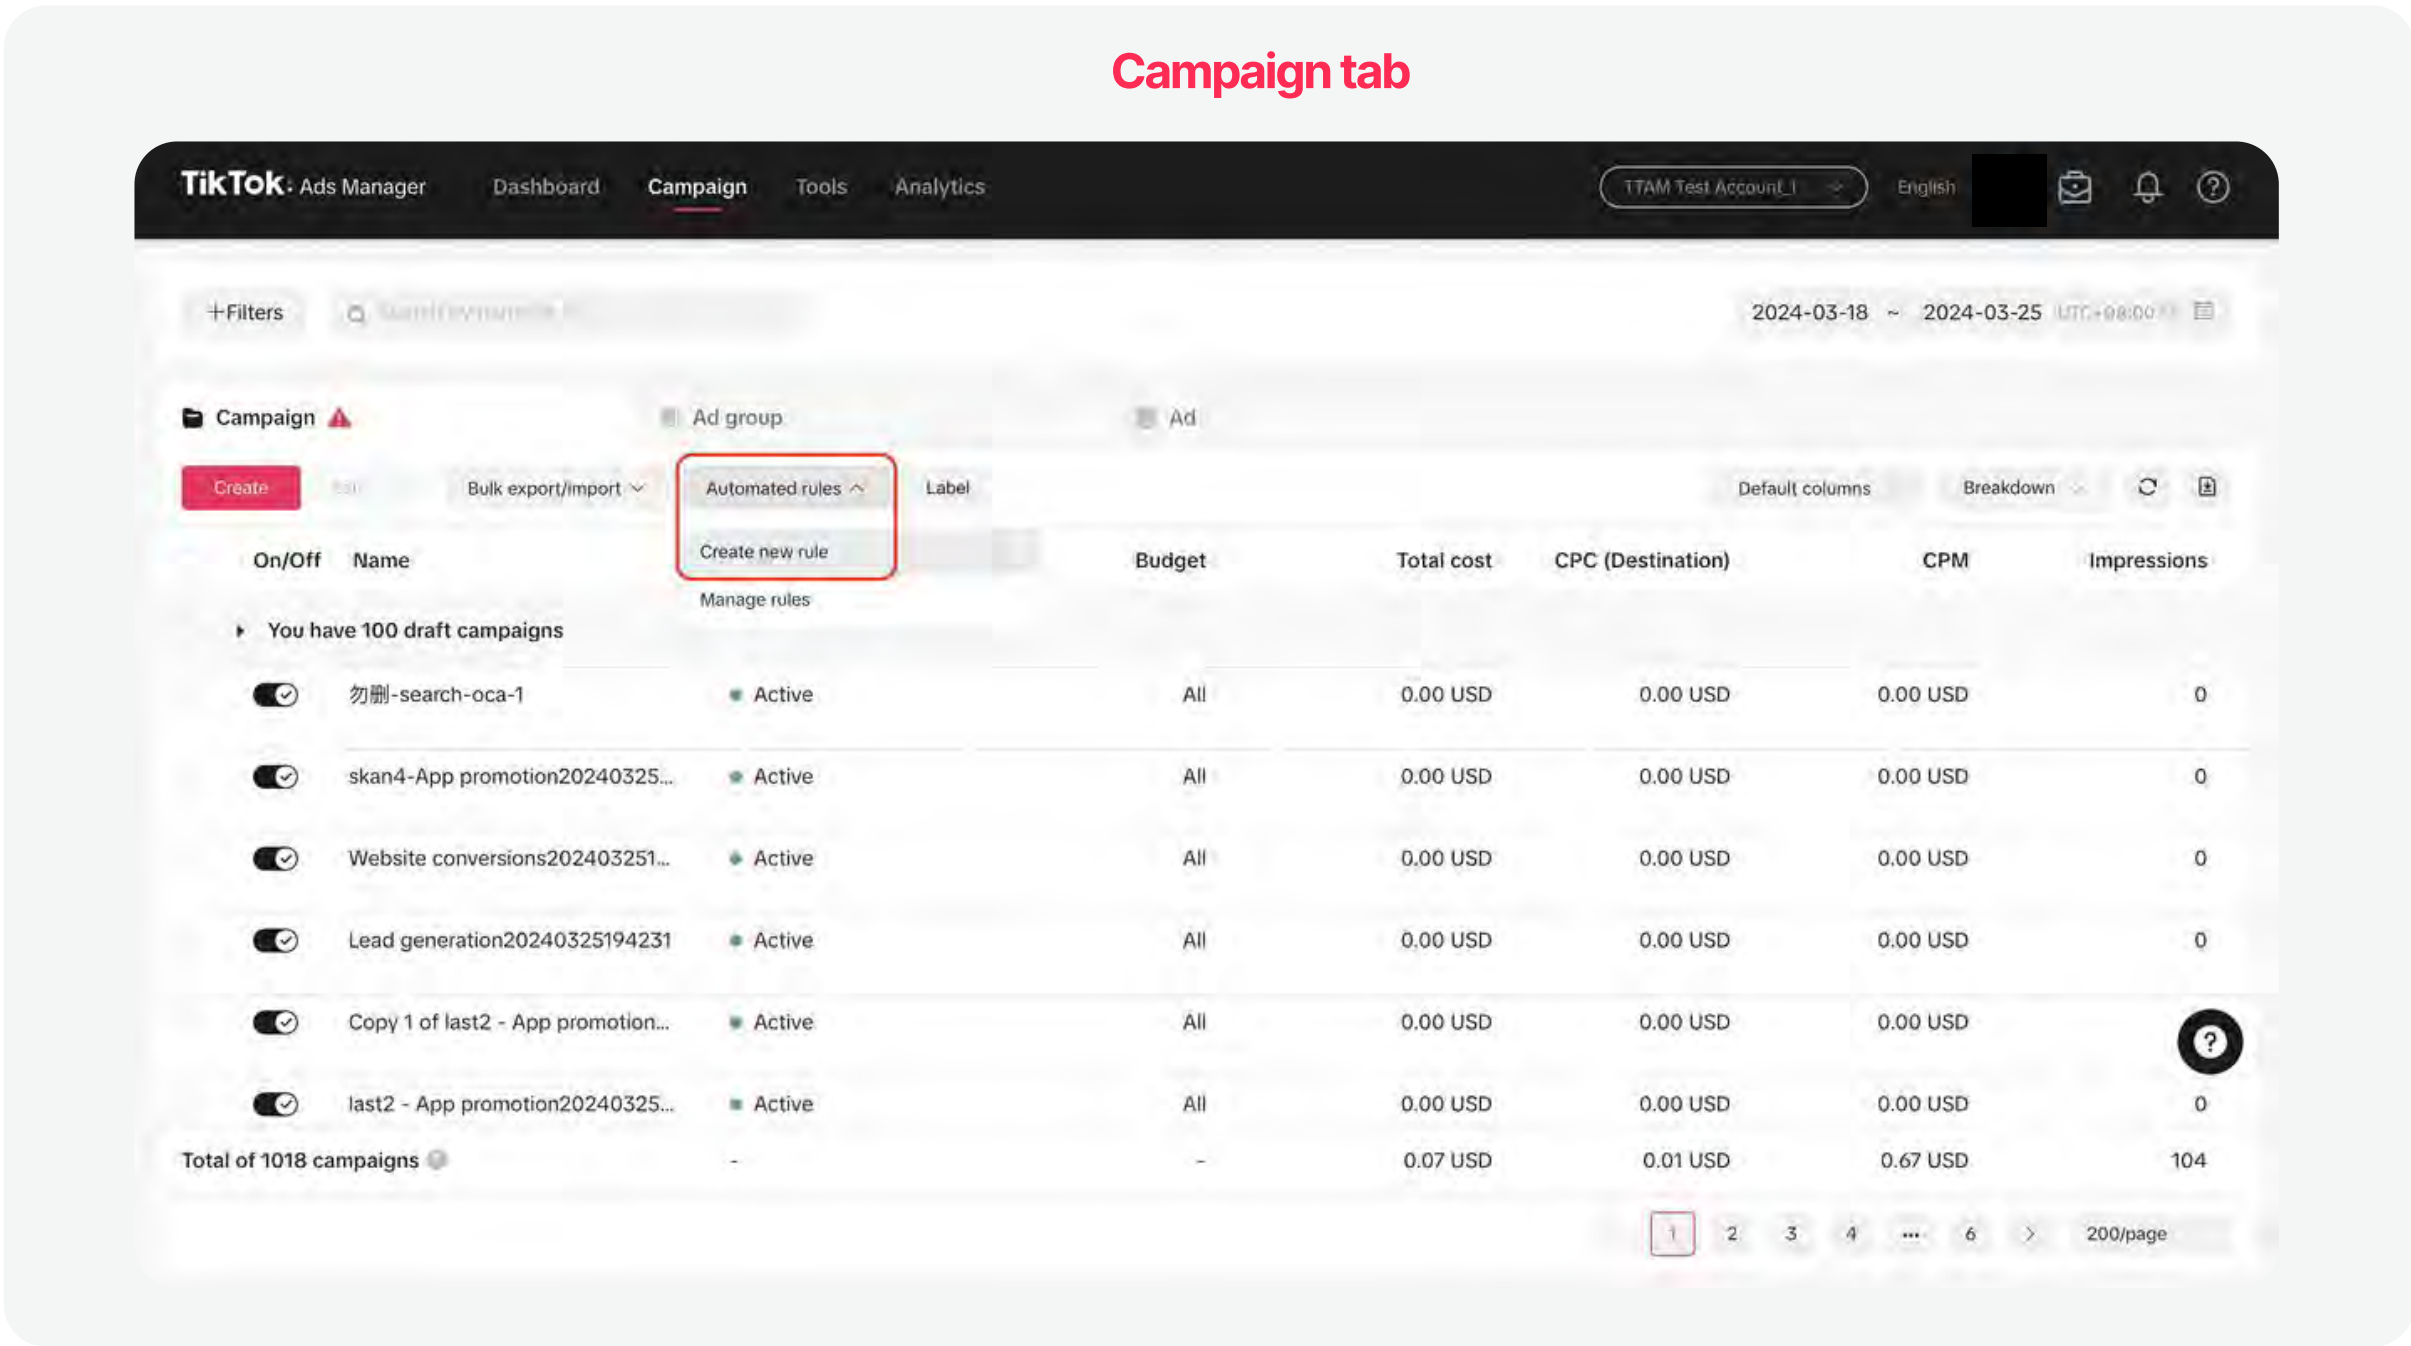 Campaign tab
TikTok: Ads Manager Dashboard Campaign Tools Analytics TTAM Test Account_1 English
+Filters 2024-03-18 ~ 2024-03-25 UTC+08:00
Campaign Ad group Ad
Create Bulk export/import Automated rules Label Default columns Breakdown
Create new rule
On/Off Name Budget Total cost CPC (Destination) CPM Impressions
Manage rules
You have 100 draft campaigns
勿删-search-oca-1 Active All 0.00 USD 0.00 USD 0.00 USD 0
skan4-App promotion20240325... Active All 0.00 USD 0.00 USD 0.00 USD 0
Website conversions202403251... Active All 0.00 USD 0.00 USD 0.00 USD 0
Lead generation20240325194231 Active All 0.00 USD 0.00 USD 0.00 USD 0
Copy 1 of last2 - App promotion... Active All 0.00 USD 0.00 USD 0.00 USD
?
last2 - App promotion20240325... Active All 0.00 USD 0.00 USD 0.00 USD 0
Total of 1018 campaigns - - 0.07 USD 0.01 USD 0.67 USD 104
1 2 3 4 ... 6 > 200/page